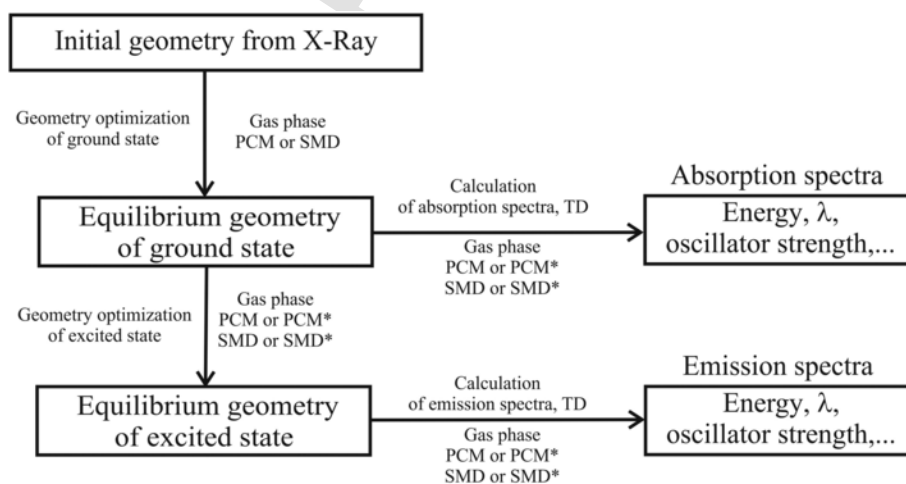 Initial geometry from X-Ray
Geometry optimization
of ground state
Gas phase
PCM or SMD
Equilibrium geometry
of ground state
Calculation
of absorption spectra, TD
Gas phase
PCM or PCM*
SMD or SMD*
Absorption spectra
Energy, λ,
oscillator strength,...
Geometry optimization
of excited state
Gas phase
PCM or PCM*
SMD or SMD*
Equilibrium geometry
of excited state
Calculation
of emission spectra, TD
Gas phase
PCM or PCM*
SMD or SMD*
Emission spectra
Energy, λ,
oscillator strength,...